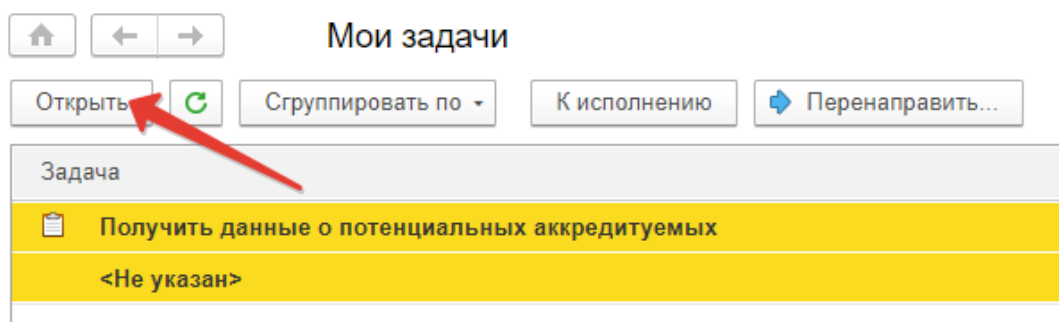 Мои задачи
Открыть Сгруппировать по К исполнению Перенаправить...
Задача
Получить данные о потенциальных аккредитуемых
<Не указан>